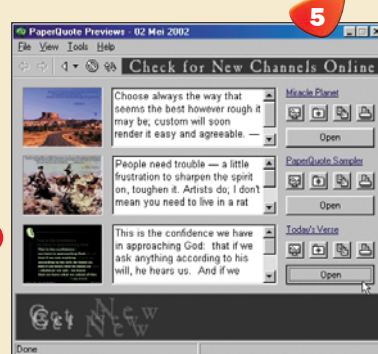 5
PaperQuote Previews - 02 Mei 2002
File View Tools Help
Check for New Channels Online
Choose always the way that
seems the best however rough it
may be; custom will soon
render it easy and agreeable. —
Miracle Planet
Open
People need trouble — a little
frustration to sharpen the spirit
on, toughen it. Artists do; I don't
mean you need to live in a rat
PaperQuote Sampler
Open
This is the confidence we have
in approaching God: that if we
ask anything according to his
will, he hears us. And if we
Today's Verse
Open
Get New
Done